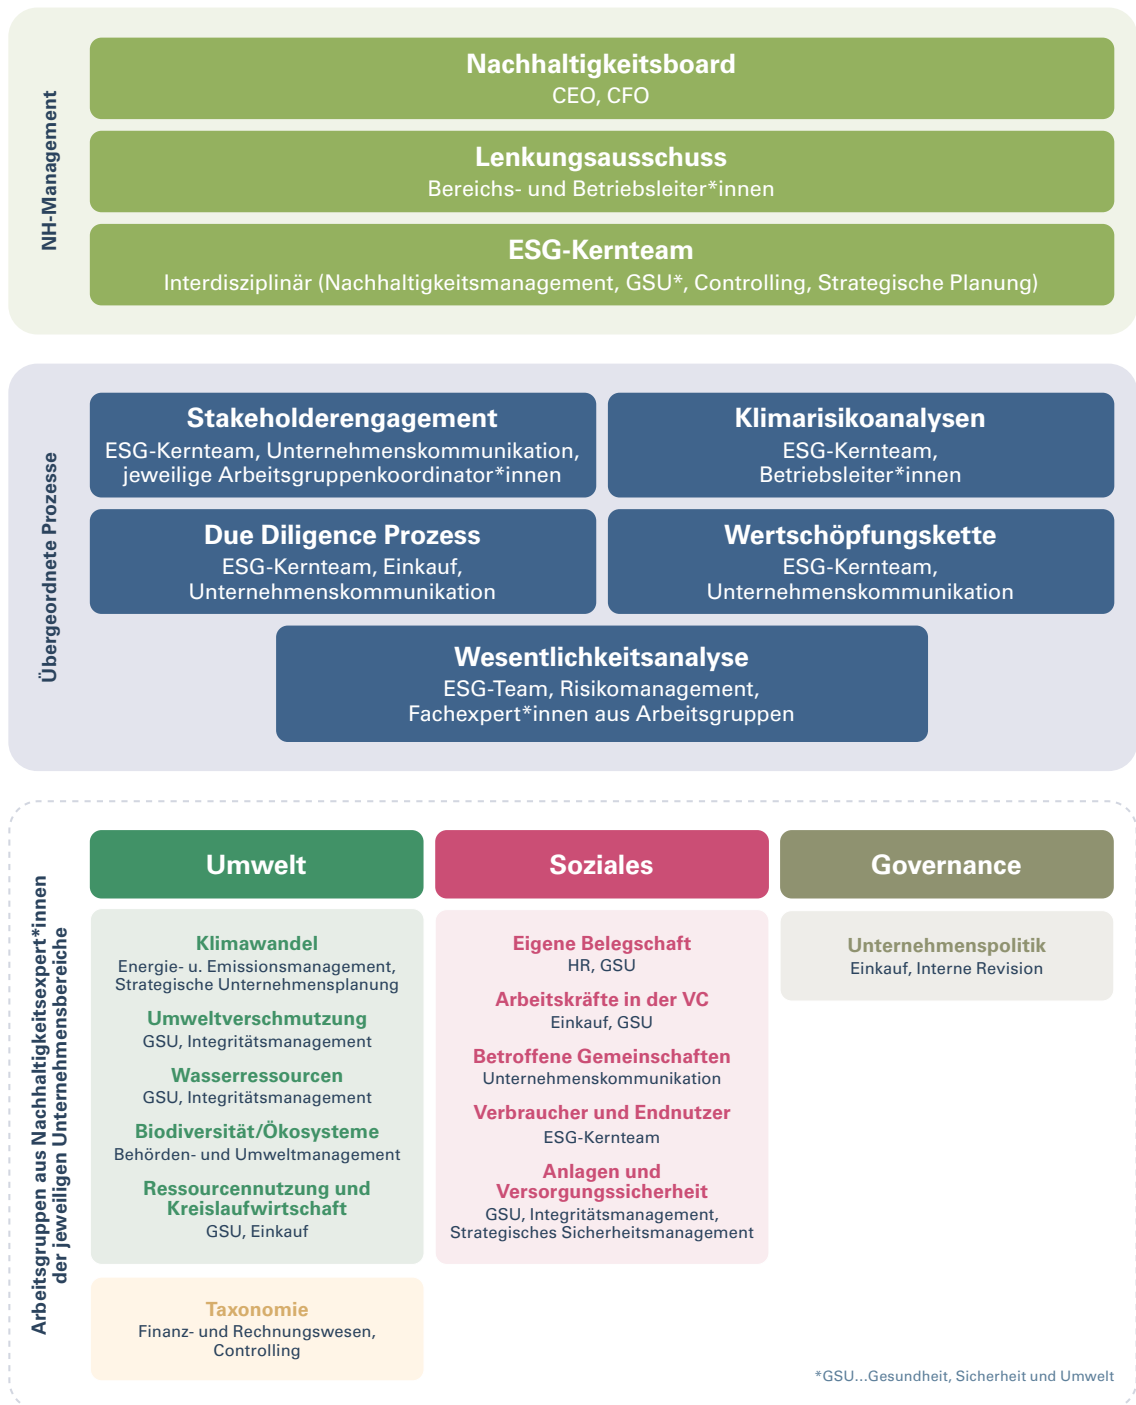 NH-Management
Nachhaltigkeitsboard
CEO, CFO
Lenkungsausschuss
Bereichs- und Betriebsleiter*innen
ESG-Kernteam
Interdisziplinär (Nachhaltigkeitsmanagement, GSU*, Controlling, Strategische Planung)
Übergeordnete Prozesse
Stakeholderengagement
ESG-Kernteam, Unternehmenskommunikation,
jeweilige Arbeitsgruppenkoordinator*innen
Klimarisikoanalysen
ESG-Kernteam,
Betriebsleiter*innen
Due Diligence Prozess
ESG-Kernteam, Einkauf,
Unternehmenskommunikation
Wertschöpfungskette
ESG-Kernteam,
Unternehmenskommunikation
Wesentlichkeitsanalyse
ESG-Team, Risikomanagement,
Fachexpert*innen aus Arbeitsgruppen
Arbeitsgruppen aus Nachhaltigkeitsexpert*innen
der jeweiligen Unternehmensbereiche
Umwelt
Klimawandel
Energie- u. Emissionsmanagement,
Strategische Unternehmensplanung
Umweltverschmutzung
GSU, Integritätsmanagement
Wasserressourcen
GSU, Integritätsmanagement
Biodiversität/Ökosysteme
Behörden- und Umweltmanagement
Ressourcennutzung und
Kreislaufwirtschaft
GSU, Einkauf
Taxonomie
Finanz- und Rechnungswesen,
Controlling
Soziales
Eigene Belegschaft
HR, GSU
Arbeitskräfte in der VC
Einkauf, GSU
Betroffene Gemeinschaften
Unternehmenskommunikation
Verbraucher und Endnutzer
ESG-Kernteam
Anlagen und
Versorgungssicherheit
GSU, Integritätsmanagement,
Strategisches Sicherheitsmanagement
Governance
Unternehmenspolitik
Einkauf, Interne Revision
*GSU...Gesundheit, Sicherheit und Umwelt